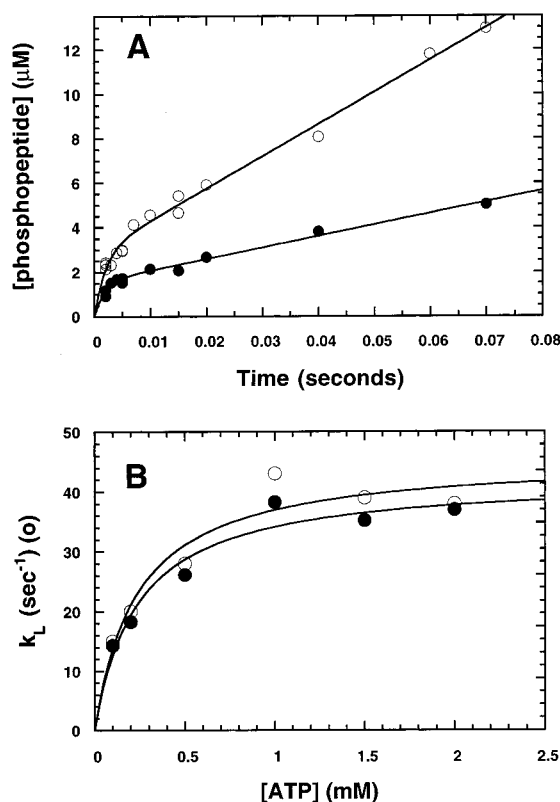 A
[phosphopeptide] (μM)
12
10
8
6
4
2
0
0 0.01 0.02 0.03 0.04 0.05 0.06 0.07 0.08
Time (seconds)
B
k_L (sec⁻¹) (o)
50
40
30
20
10
0
0 0.5 1 1.5 2 2.5
[ATP] (mM)